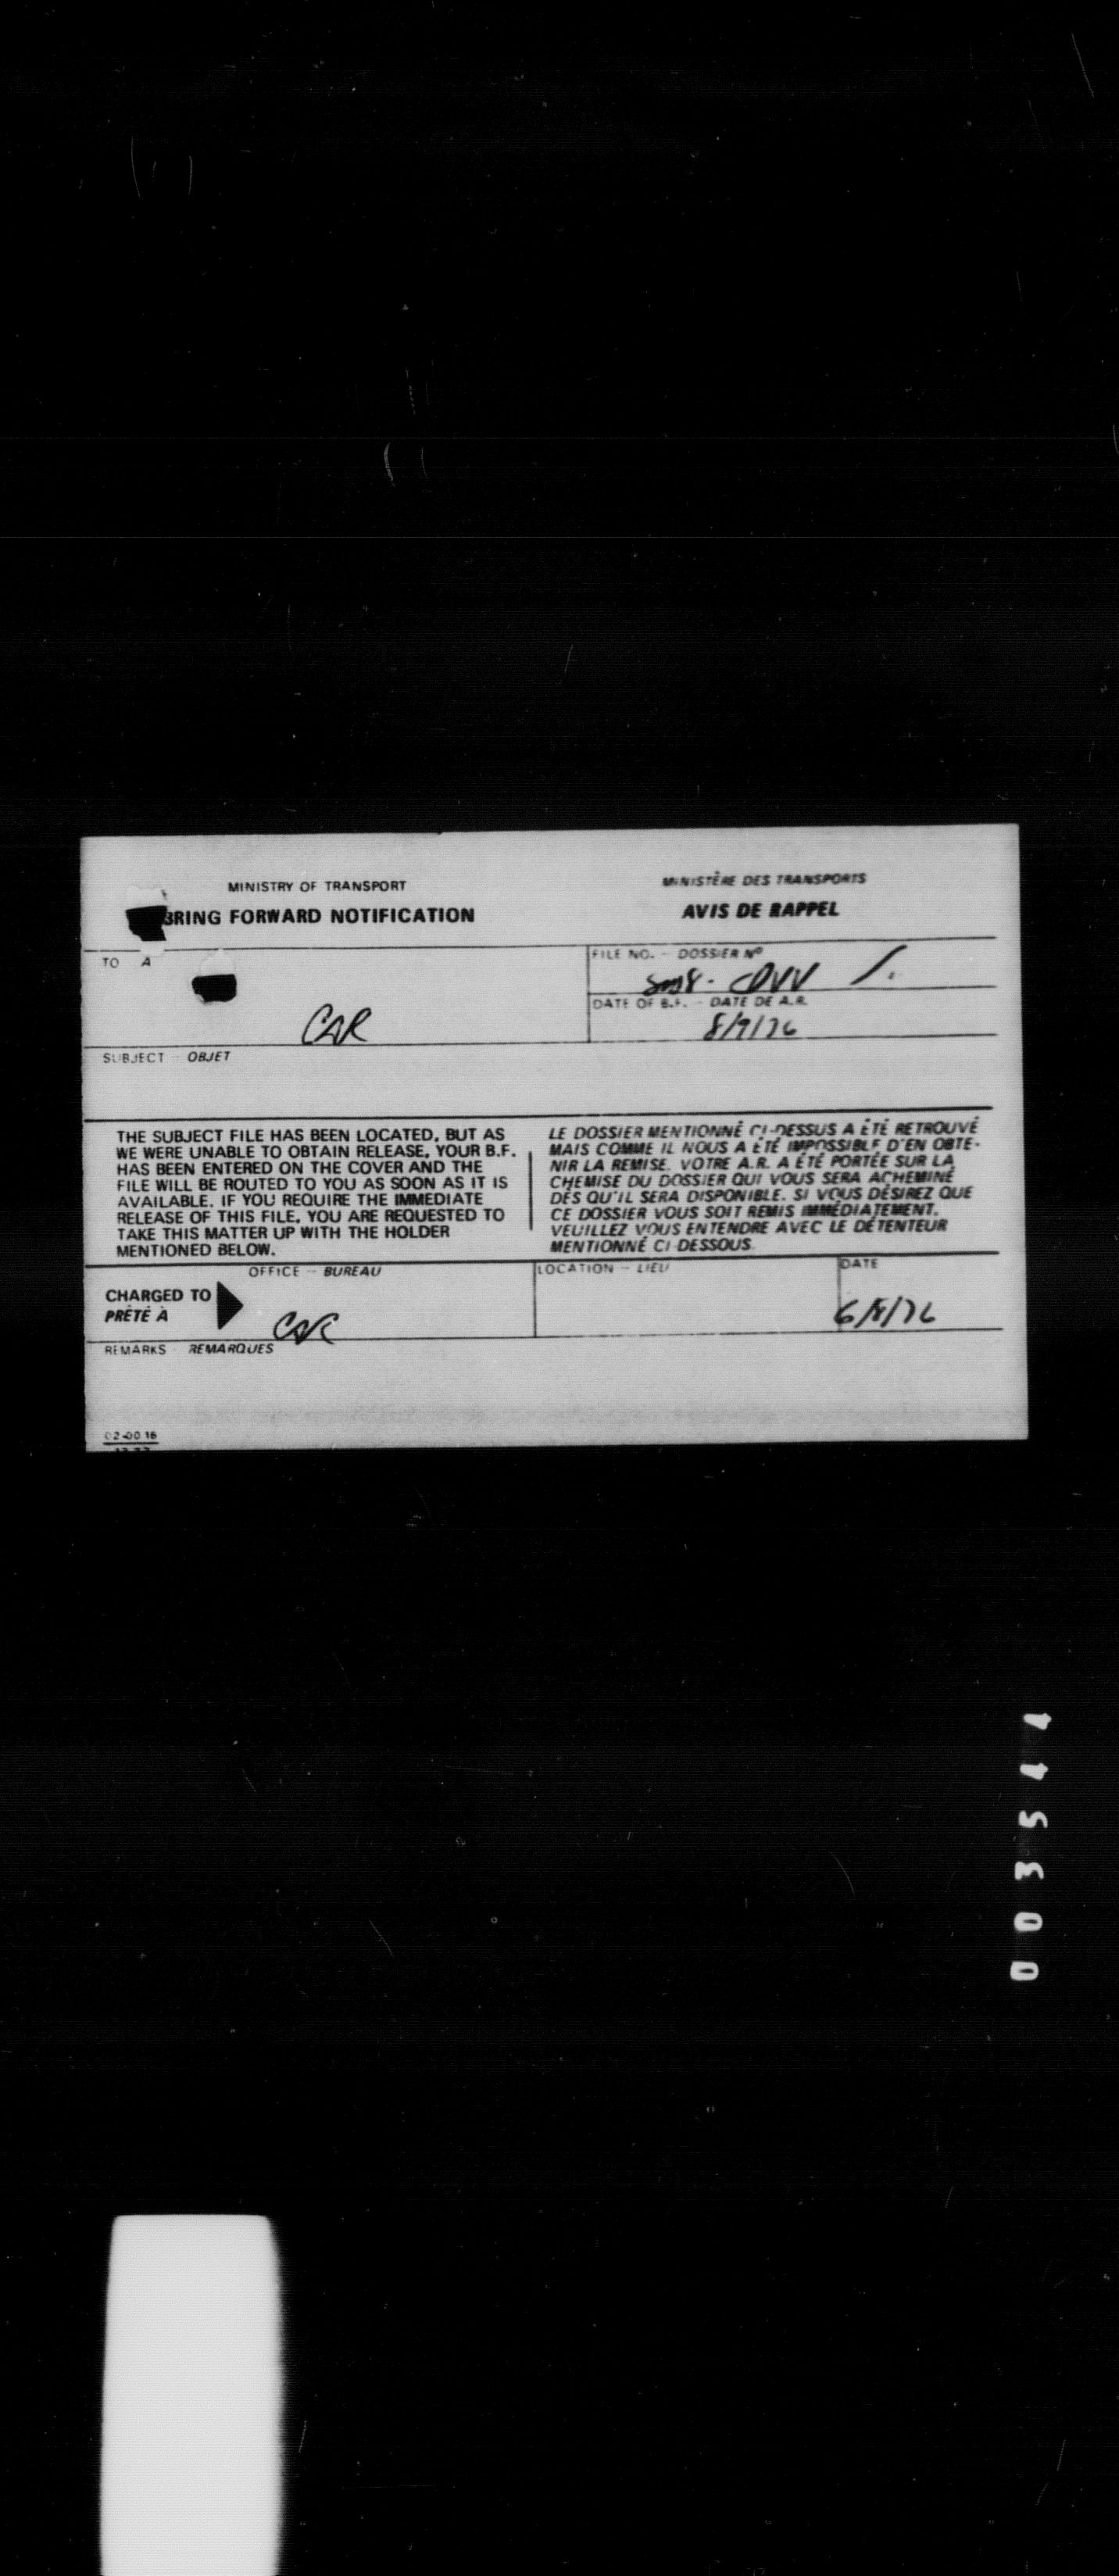 MINISTRY OF TRANSPORT
BRING FORWARD NOTIFICATION
MINISTÈRE DES TRANSPORTS
AVIS DE RAPPEL
TO A
CAR
FILE NO. - DOSSIER Nº
DATE OF B.F. - DATE DE A.R.
8/9/76
SUBJECT - OBJET
THE SUBJECT FILE HAS BEEN LOCATED, BUT AS
WE WERE UNABLE TO OBTAIN RELEASE, YOUR B.F.
HAS BEEN ENTERED ON THE COVER AND THE
FILE WILL BE ROUTED TO YOU AS SOON AS IT IS
AVAILABLE. IF YOU REQUIRE THE IMMEDIATE
RELEASE OF THIS FILE, YOU ARE REQUESTED TO
TAKE THIS MATTER UP WITH THE HOLDER
MENTIONED BELOW.
LE DOSSIER MENTIONNÉ CI-DESSUS A ÉTÉ RETROUVÉ
MAIS COMME IL NOUS A ÉTÉ IMPOSSIBLE D'EN OBTE-
NIR LA REMISE, VOTRE A.R. A ÉTÉ PORTÉE SUR LA
CHEMISE DU DOSSIER QUI VOUS SERA ACHEMINÉ
DÈS QU'IL SERA DISPONIBLE. SI VOUS DÉSIREZ QUE
CE DOSSIER VOUS SOIT REMIS IMMÉDIATEMENT,
VEUILLEZ VOUS ENTENDRE AVEC LE DÉTENTEUR
MENTIONNÉ CI-DESSOUS
CHARGED TO
PRÊTÉ À
OFFICE - BUREAU
CAR
LOCATION - LIEU
DATE
6/8/76
REMARKS REMARQUES
02-0016
003544